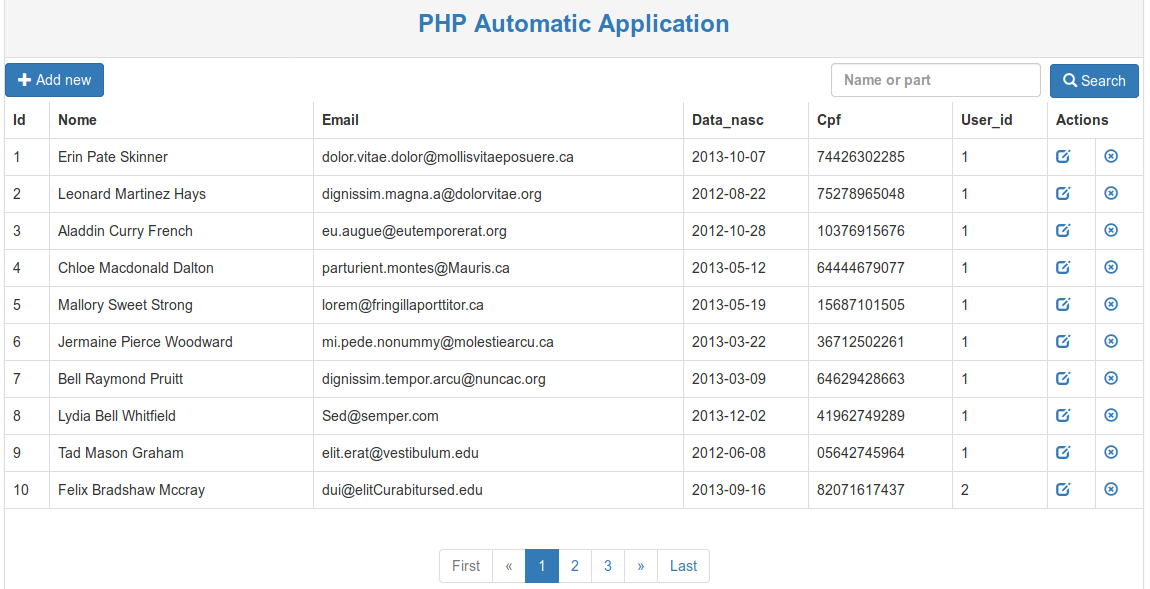 PHP Automatic Application
Add new Name or part Search
Id Nome Email Data_nasc Cpf User_id Actions
1 Erin Pate Skinner dolor.vitae.dolor@mollisvitaeposuere.ca 2013-10-07 74426302285 1
2 Leonard Martinez Hays dignissim.magna.a@dolorvitae.org 2012-08-22 75278965048 1
3 Aladdin Curry French eu.augue@eutemporerat.org 2012-10-28 10376915676 1
4 Chloe Macdonald Dalton parturient.montes@Mauris.ca 2013-05-12 64444679077 1
5 Mallory Sweet Strong lorem@fringillaporttitor.ca 2013-05-19 15687101505 1
6 Jermaine Pierce Woodward mi.pede.nonummy@molestiearcu.ca 2013-03-22 36712502261 1
7 Bell Raymond Pruitt dignissim.tempor.arcu@nuncac.org 2013-03-09 64629428663 1
8 Lydia Bell Whitfield Sed@semper.com 2013-12-02 41962749289 1
9 Tad Mason Graham elit.erat@vestibulum.edu 2012-06-08 05642745964 1
10 Felix Bradshaw Mccray dui@elitCurabitursed.edu 2013-09-16 82071617437 2
First « 1 2 3 » Last